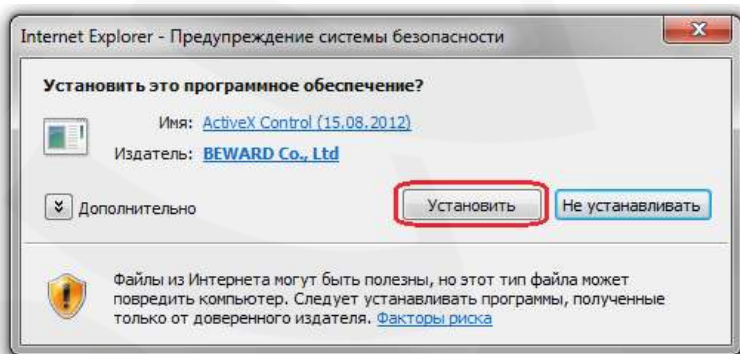 Internet Explorer - Предупреждение системы безопасности
Установить это программное обеспечение?
Имя: ActiveX Control (15.08.2012)
Издатель: BEWARD Co., Ltd
Дополнительно Установить Не устанавливать
Файлы из Интернета могут быть полезны, но этот тип файла может
повредить компьютер. Следует устанавливать программы, полученные
только от доверенного издателя. Факторы риска